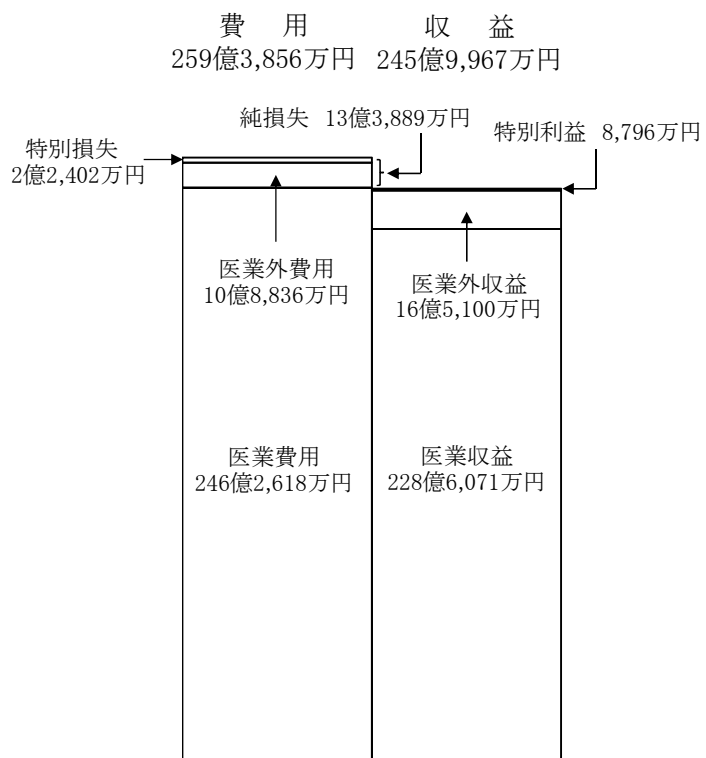 費　用　収　益
259億3,856万円 245億9,967万円
純損失 13億3,889万円
特別利益 8,796万円
特別損失
2億2,402万円
医業外費用
10億8,836万円
医業外収益
16億5,100万円
医業費用
246億2,618万円
医業収益
228億6,071万円